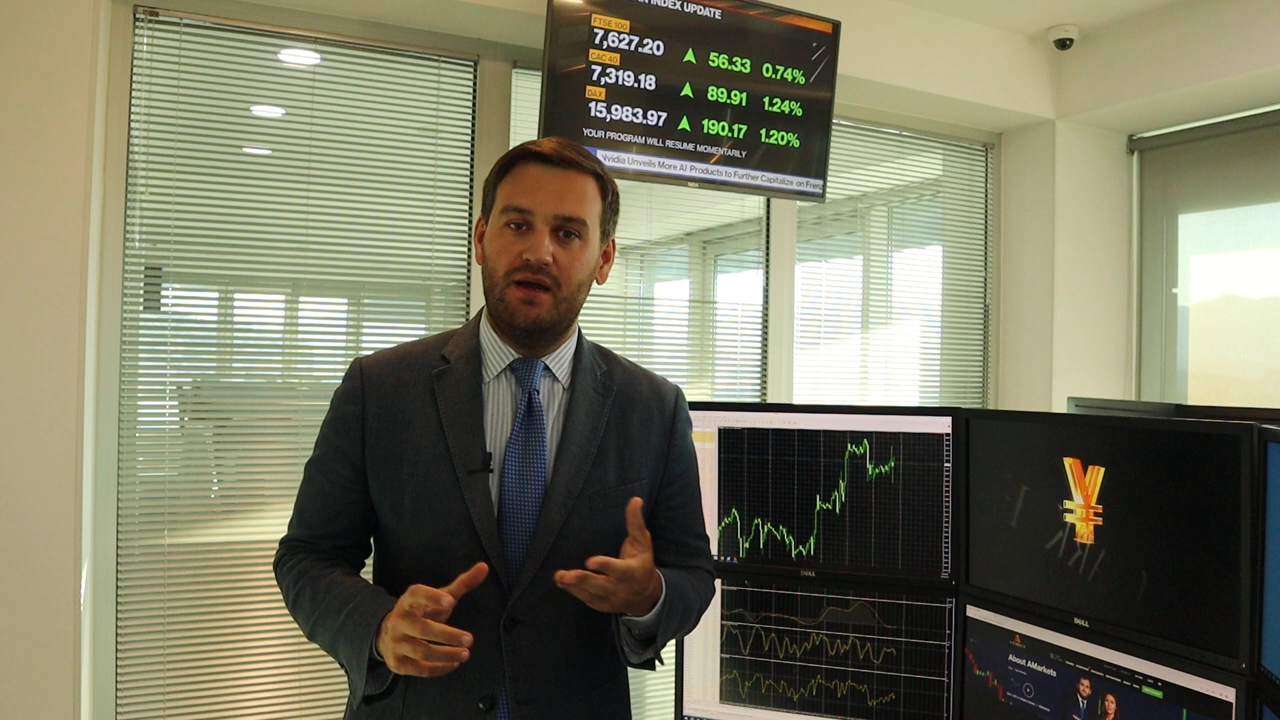 INDEX UPDATE
FTSE 100
7,627.20 56.33 0.74%
CAC 40
7,319.18 89.91 1.24%
DAX
15,983.97 190.17 1.20%
YOUR PROGRAM WILL RESUME MOMENTARILY
Nvidia Unveils More AI Products to Further Capitalize on Frenz
DELL
¥
DELL
About AMarkets